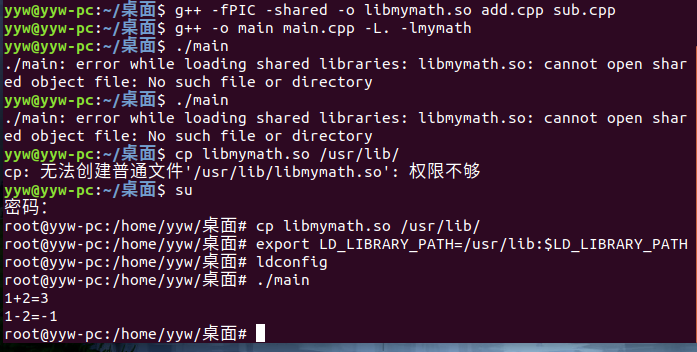 yyw@yyw-pc:~/桌面$ g++ -fPIC -shared -o libmymath.so add.cpp sub.cpp
yyw@yyw-pc:~/桌面$ g++ -o main main.cpp -L. -lmymath
yyw@yyw-pc:~/桌面$ ./main
./main: error while loading shared libraries: libmymath.so: cannot open shar
ed object file: No such file or directory
yyw@yyw-pc:~/桌面$ ./main
./main: error while loading shared libraries: libmymath.so: cannot open shar
ed object file: No such file or directory
yyw@yyw-pc:~/桌面$ cp libmymath.so /usr/lib/
cp: 无法创建普通文件'/usr/lib/libmymath.so': 权限不够
yyw@yyw-pc:~/桌面$ su
密码：
root@yyw-pc:/home/yyw/桌面# cp libmymath.so /usr/lib/
root@yyw-pc:/home/yyw/桌面# export LD_LIBRARY_PATH=/usr/lib:$LD_LIBRARY_PATH
root@yyw-pc:/home/yyw/桌面# ldconfig
root@yyw-pc:/home/yyw/桌面# ./main
1+2=3
1-2=-1
root@yyw-pc:/home/yyw/桌面#